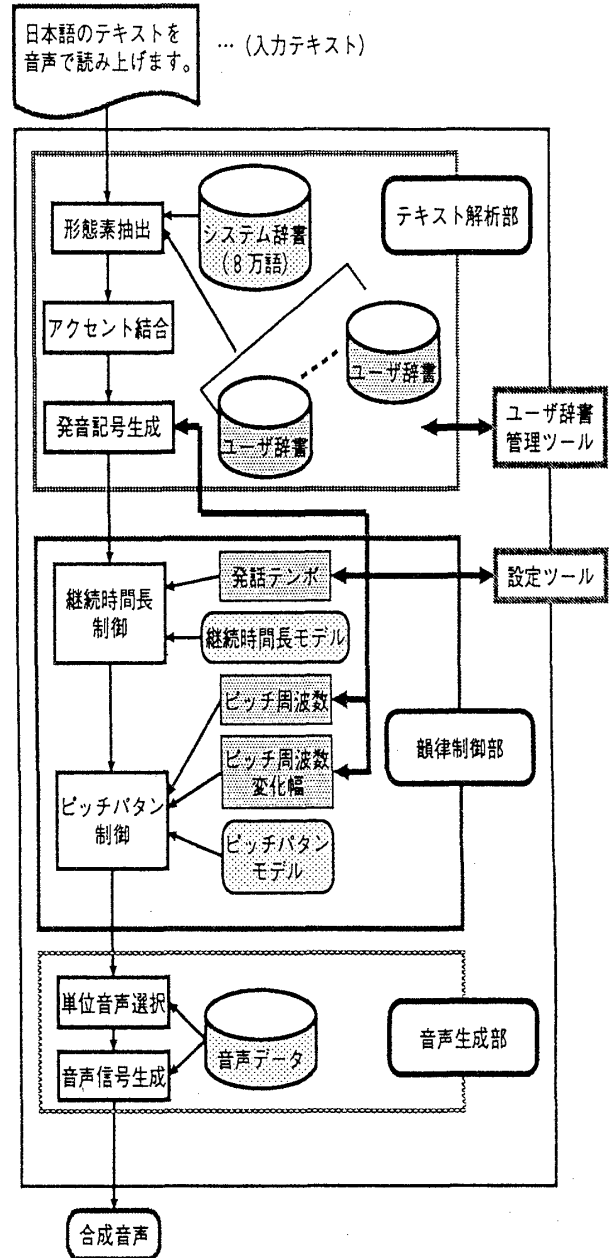 日本語のテキストを
音声で読み上げます。
… (入力テキスト)
テキスト解析部
形態素抽出
システム辞書
(8万語)
アクセント結合
ユーザ辞書
発音記号生成
ユーザ辞書
ユーザ辞書
管理ツール
発話テンポ
設定ツール
継続時間長
制御
継続時間長モデル
ピッチ周波数
韻律制御部
ピッチ周波数
変化幅
ピッチパタン
制御
ピッチパタン
モデル
単位音声選択
音声生成部
音声データ
音声信号生成
合成音声